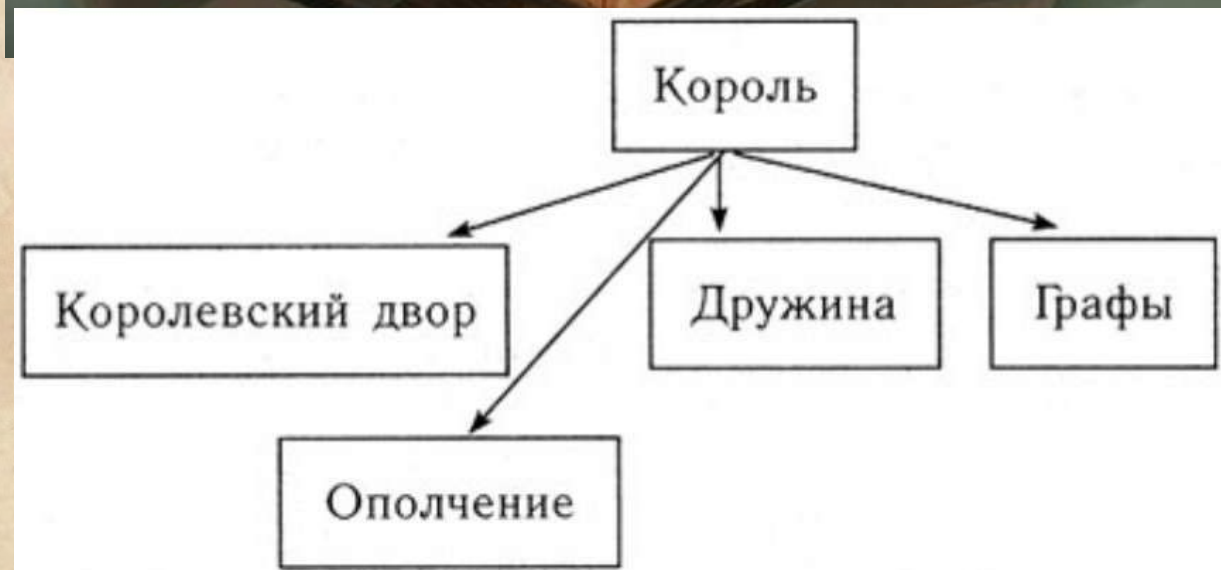 Король
Королевский двор
Дружина
Графы
Ополчение